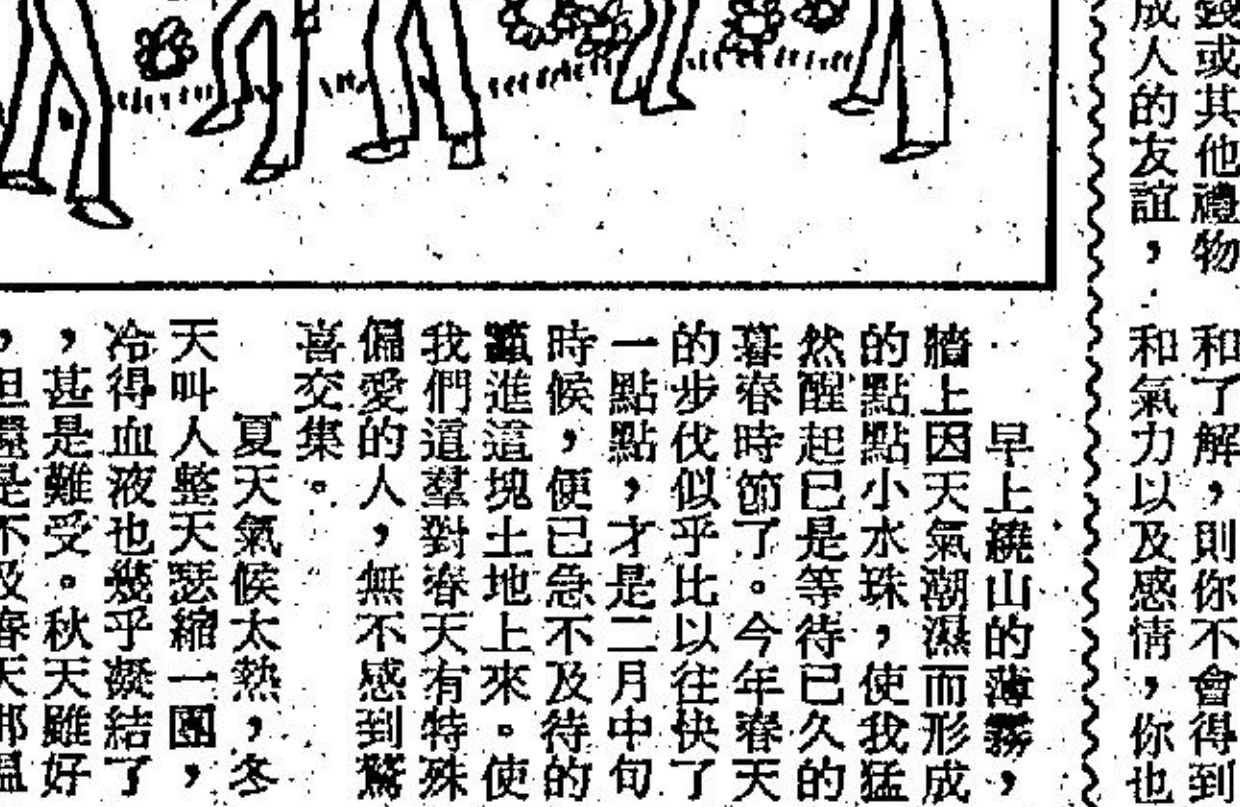 錢或其他禮物
成人的友誼，
和了解，則你不會得到
和氣力以及感情，你也
早上繞山的薄霧，
牆上因天氣潮濕而形成
的點點小水珠，使我猛
然醒起已是等待已久的
暮春時節了。今年春天
的步伐似乎比以往快了
一點點，才是二月中旬
時候，便已急不及待的
進這塊土地上來。使
我們這羣對春天有特殊
偏愛的人，無不感到驚
喜交集。
夏天氣候太熱，冬
天叫人整天瑟縮一團，
冷得血液也幾乎凝結了
，甚是難受。秋天雖好
，但還是不及春天那溫